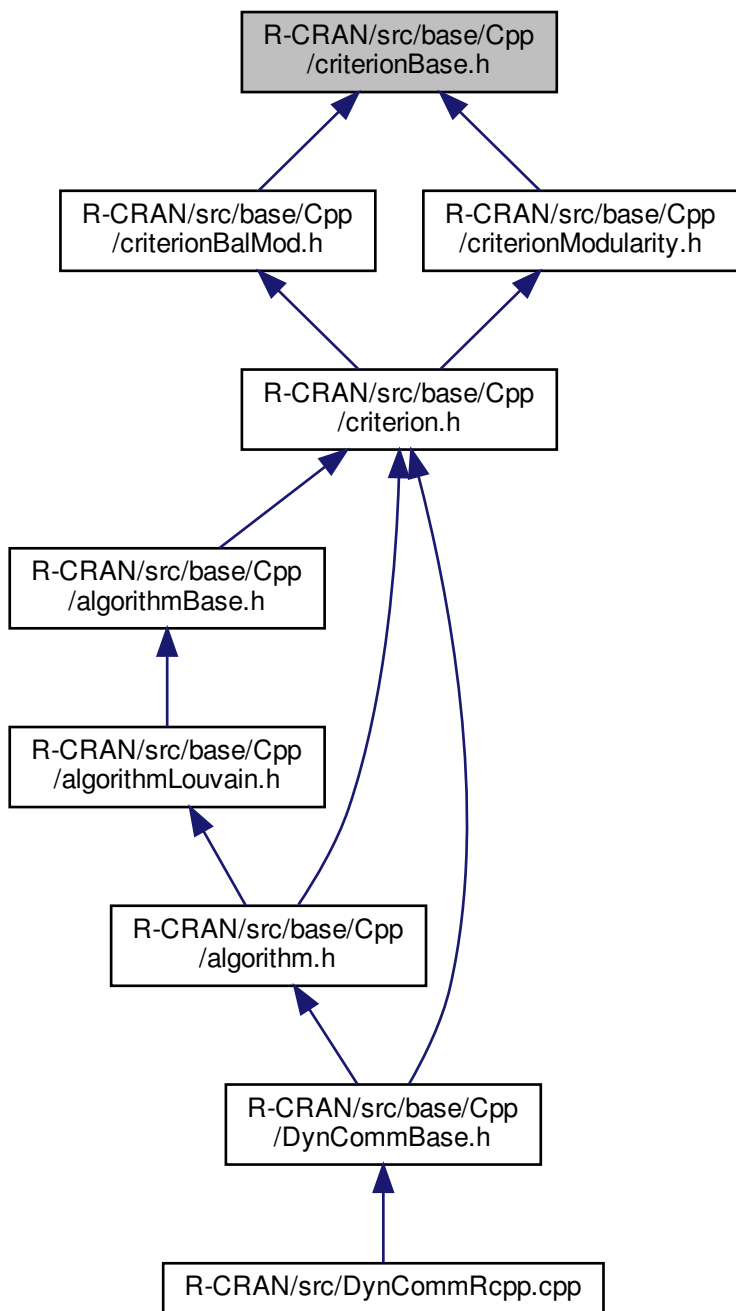 R-CRAN/src/base/Cpp
/criterionBase.h
R-CRAN/src/base/Cpp
/criterionBalMod.h
R-CRAN/src/base/Cpp
/criterionModularity.h
R-CRAN/src/base/Cpp
/criterion.h
R-CRAN/src/base/Cpp
/algorithmBase.h
R-CRAN/src/base/Cpp
/algorithmLouvain.h
R-CRAN/src/base/Cpp
/algorithm.h
R-CRAN/src/base/Cpp
/DynCommBase.h
R-CRAN/src/DynCommRcpp.cpp